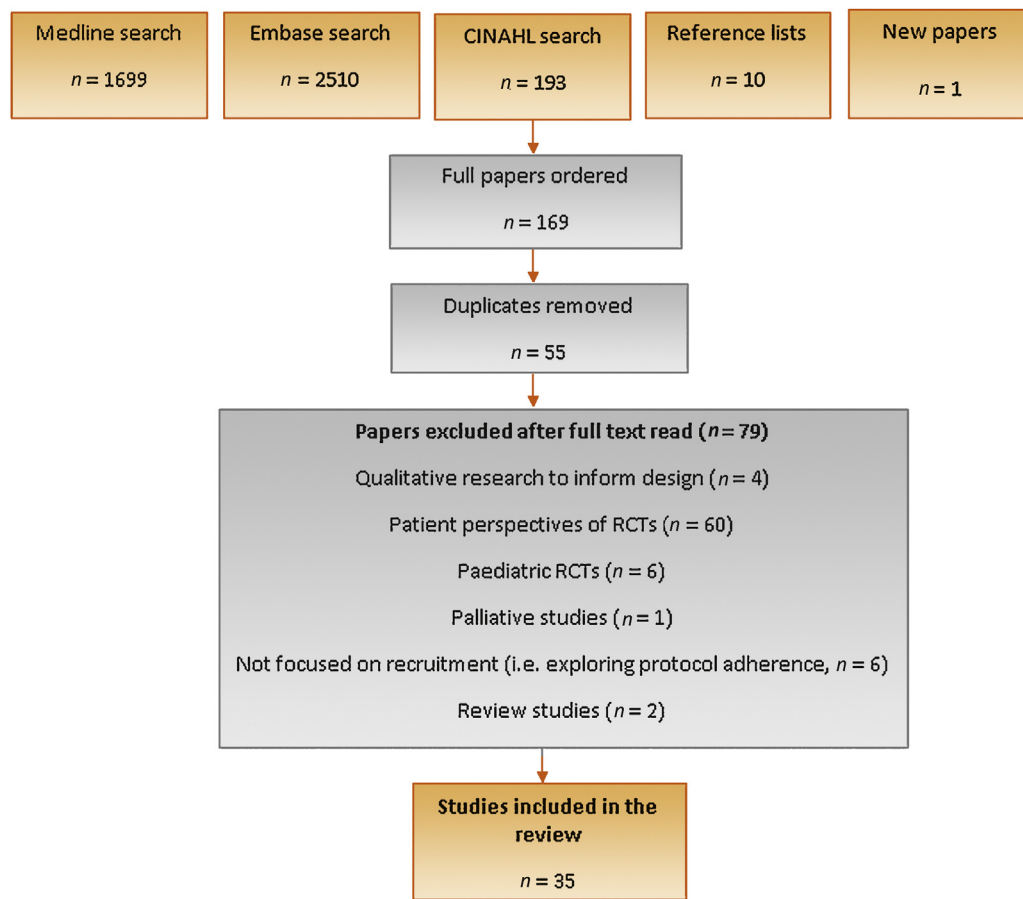 Medline search
n = 1699
Embase search
n = 2510
CINAHL search
n = 193
Reference lists
n = 10
New papers
n = 1
Full papers ordered
n = 169
Duplicates removed
n = 55
Papers excluded after full text read (n = 79)
Qualitative research to inform design (n = 4)
Patient perspectives of RCTs (n = 60)
Paediatric RCTs (n = 6)
Palliative studies (n = 1)
Not focused on recruitment (i.e. exploring protocol adherence, n = 6)
Review studies (n = 2)
Studies included in the
review
n = 35